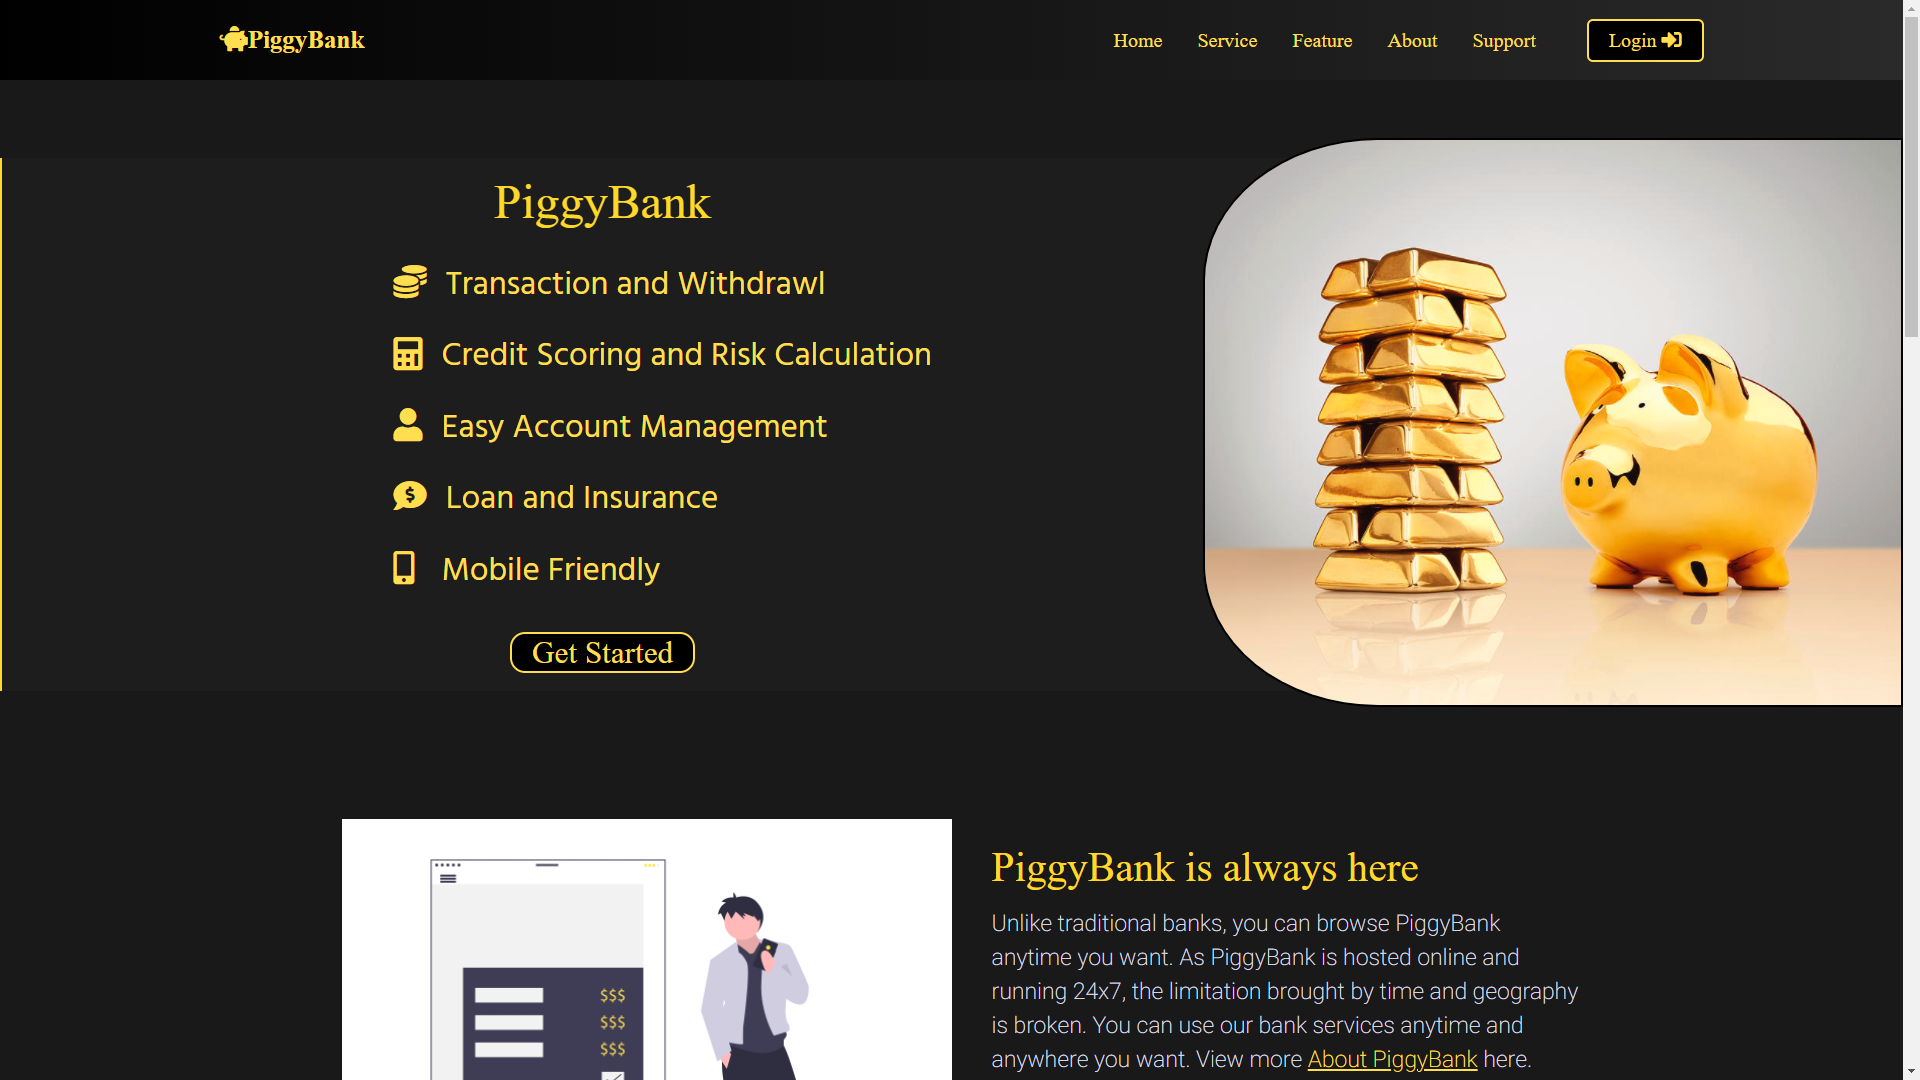 PiggyBank
Home Service Feature About Support Login
PiggyBank
Transaction and Withdrawl
Credit Scoring and Risk Calculation
Easy Account Management
Loan and Insurance
Mobile Friendly
Get Started
$$$
$$$
$$$
PiggyBank is always here
Unlike traditional banks, you can browse PiggyBank
anytime you want. As PiggyBank is hosted online and
running 24x7, the limitation brought by time and geography
is broken. You can use our bank services anytime and
anywhere you want. View more About PiggyBank here.